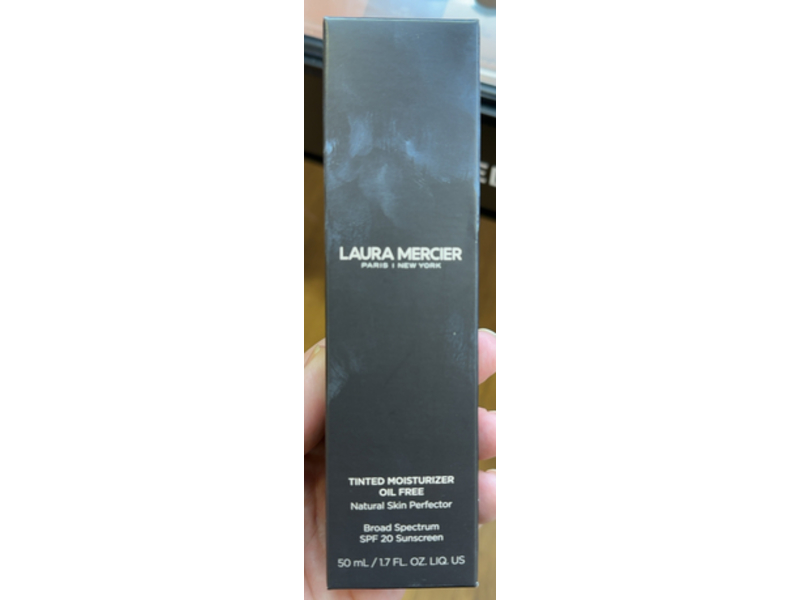 LAURA MERCIER
PARIS | NEW YORK
TINTED MOISTURIZER
OIL FREE
Natural Skin Perfector
Broad Spectrum
SPF 20 Sunscreen
50 mL / 1.7 FL. OZ. LIQ. US